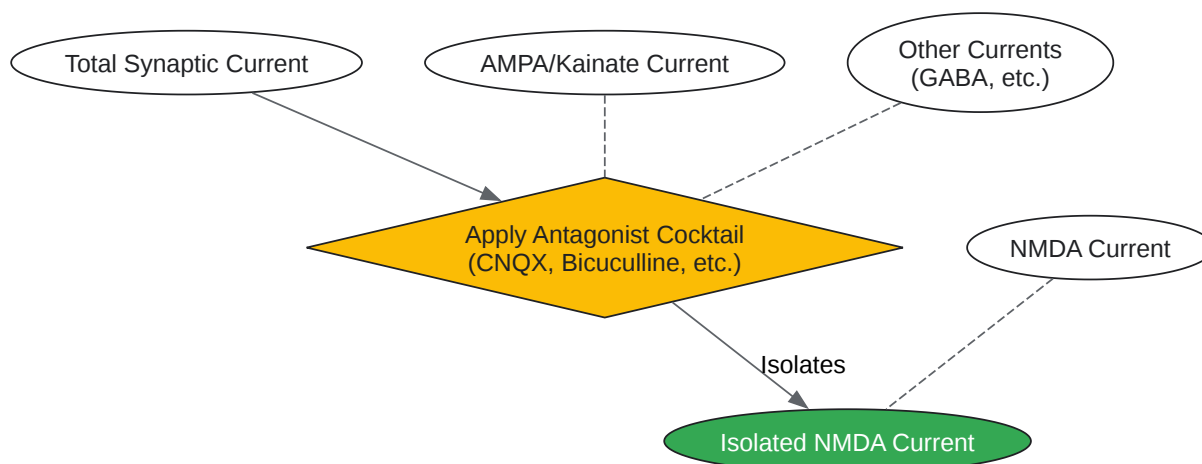 Total Synaptic Current
AMPA/Kainate Current
Other Currents
(GABA, etc.)
Apply Antagonist Cocktail
(CNQX, Bicuculline, etc.)
NMDA Current
Isolates
Isolated NMDA Current